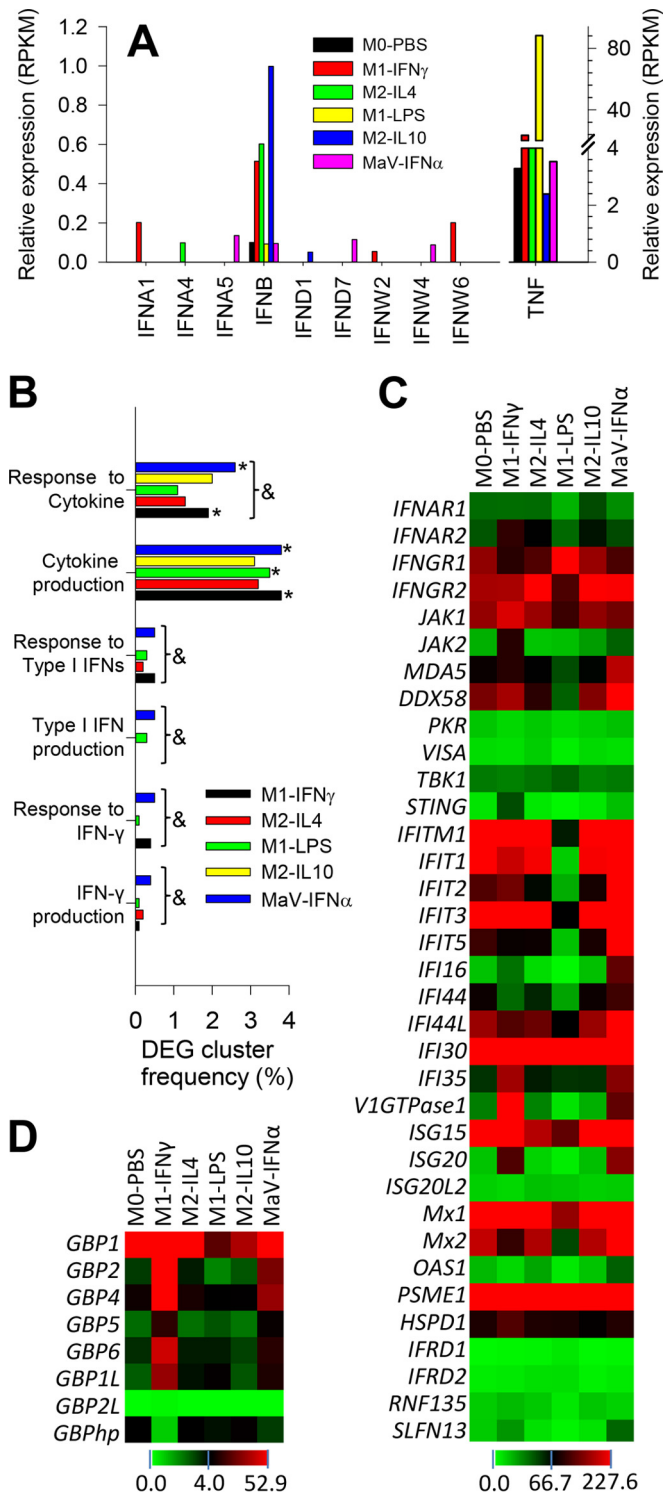 A
Relative expression (RPKM)
1.2
1.0
0.8
0.6
0.4
0.2
0.0
M0-PBS
M1-IFNγ
M2-IL4
M1-LPS
M2-IL10
MaV-IFNα
80
40
4
2
0
Relative expression (RPKM)
IFNA1
IFNA4
IFNA5
IFNB
IFND1
IFND7
IFNW2
IFNW4
IFNW6
TNF
B
Response to
Cytokine
* & *
Cytokine
production
* * *
Response to
Type I IFNs
&
Type I IFN
production
&
Response to
IFN-γ
&
IFN-γ
production
&
M1-IFNγ
M2-IL4
M1-LPS
M2-IL10
MaV-IFNα
0 1 2 3 4
DEG cluster
frequency (%)
C
M0-PBS
M1-IFNγ
M2-IL4
M1-LPS
M2-IL10
MaV-IFNα
IFNAR1
IFNAR2
IFNGR1
IFNGR2
JAK1
JAK2
MDA5
DDX58
PKR
VISA
TBK1
STING
IFITM1
IFIT1
IFIT2
IFIT3
IFIT5
IFI16
IFI44
IFI44L
IFI30
IFI35
V1GTPase1
ISG15
ISG20
ISG20L2
Mx1
Mx2
OAS1
PSME1
HSPD1
IFRD1
IFRD2
RNF135
SLFN13
0.0 66.7 227.6
D
M0-PBS
M1-IFNγ
M2-IL4
M1-LPS
M2-IL10
MaV-IFNα
GBP1
GBP2
GBP4
GBP5
GBP6
GBP1L
GBP2L
GBPhp
0.0 4.0 52.9